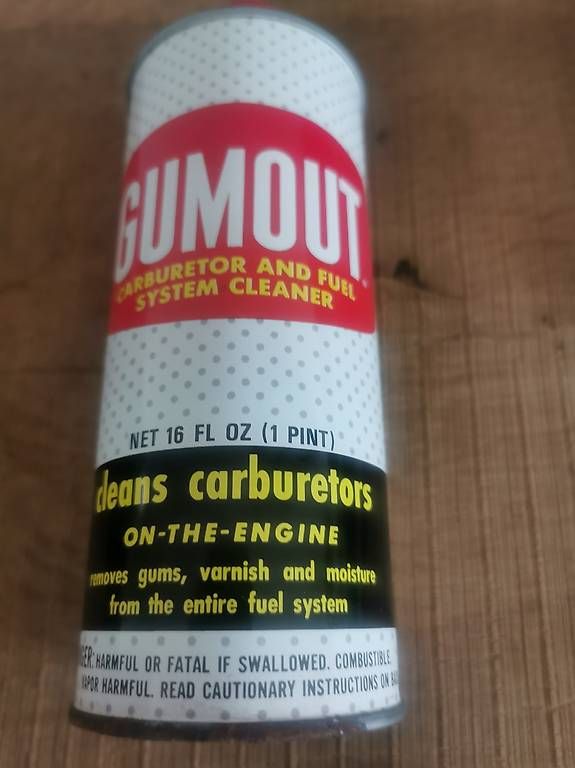 GUMOUT
CARBURETOR AND FUEL
SYSTEM CLEANER
NET 16 FL OZ (1 PINT)
cleans carburetors
ON-THE-ENGINE
removes gums, varnish and moisture
from the entire fuel system
GER: HARMFUL OR FATAL IF SWALLOWED. COMBUSTIBLE.
VAPOR HARMFUL. READ CAUTIONARY INSTRUCTIONS ON